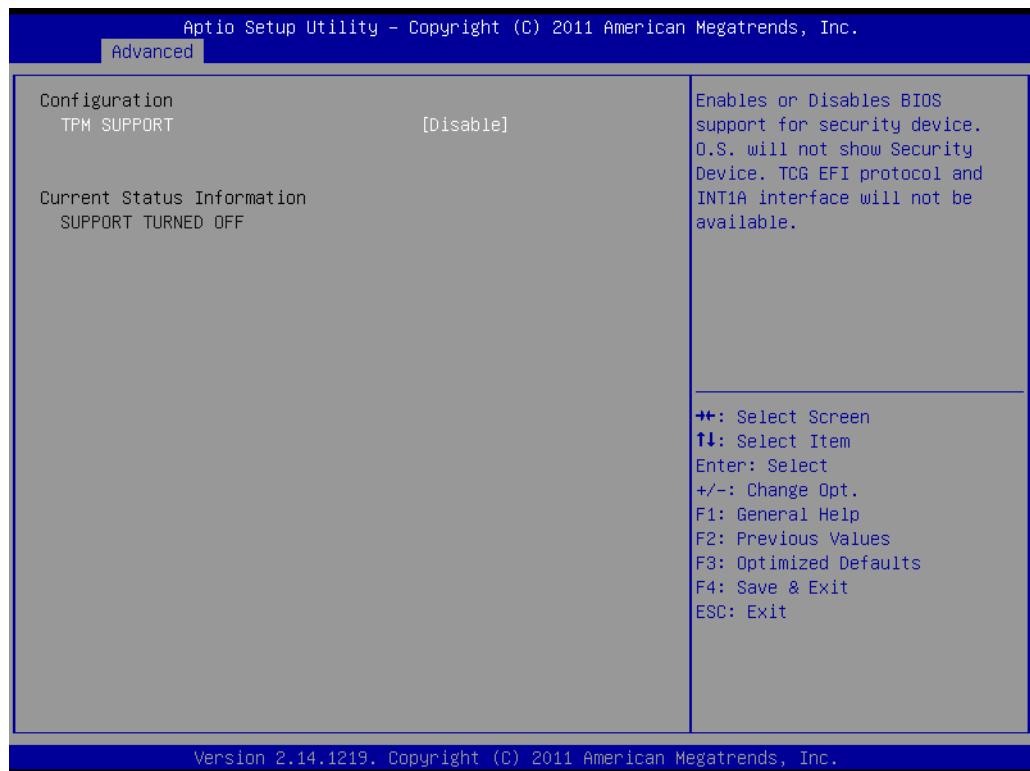 Aptio Setup Utility – Copyright (C) 2011 American Megatrends, Inc.
Advanced
Configuration
TPM SUPPORT [Disable]
Current Status Information
SUPPORT TURNED OFF
Enables or Disables BIOS
support for security device.
O.S. will not show Security
Device. TCG EFI protocol and
INT1A interface will not be
available.
→←: Select Screen
↑↓: Select Item
Enter: Select
+/-: Change Opt.
F1: General Help
F2: Previous Values
F3: Optimized Defaults
F4: Save & Exit
ESC: Exit
Version 2.14.1219. Copyright (C) 2011 American Megatrends, Inc.